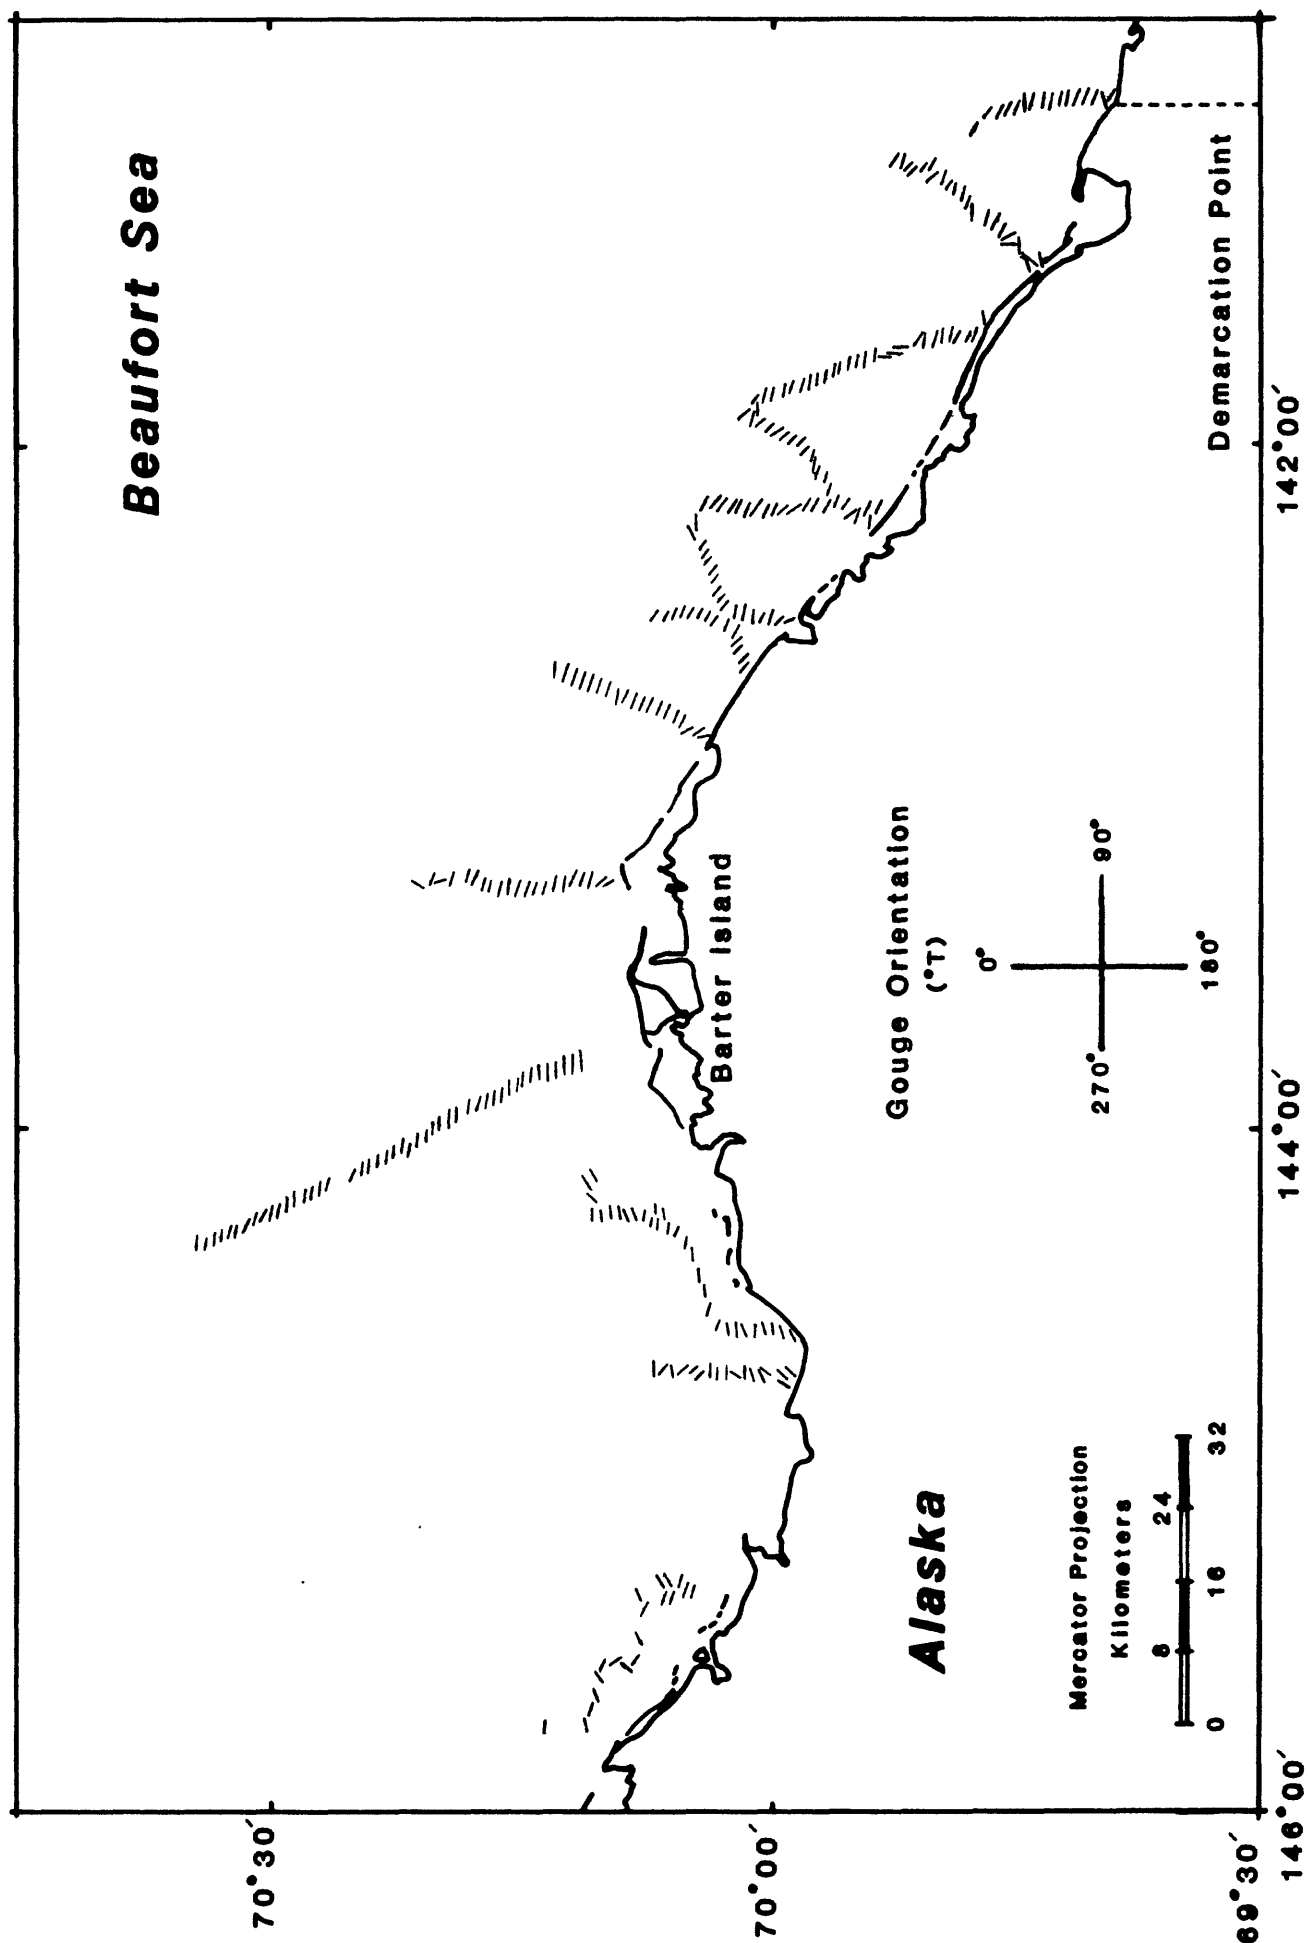 Beaufort Sea
70°30′
70°00′
69°30′
146°00′
144°00′
142°00′
Barter Island
Demarcation Point
Alaska
Gouge Orientation
(°T)
0°
270°
90°
180°
Mercator Projection
Kilometers
0 8 16 24 32